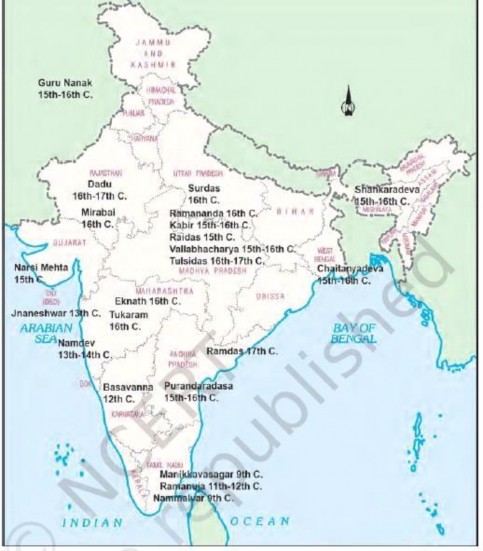 JAMMU
AND
KASHMIR
Guru Nanak
15th-16th C.
HIMACHAL
PRADESH
PUNJAB
HARYANA
N
RAJASTHAN
Dadu
16th-17th C.
Mirabai
16th C.
UTTAR PRADESH
Surdas
16th C.
Ramananda 16th C.
Kabir 15th-16th C.
Raidas 15th C.
Vallabhacharya 15th-16th C.
Tulsidas 16th-17th C.
BIHAR
Shankaradeva
15th-16th C.
ASSAM
GUJARAT
Narsi Mehta
15th C.
MADHYA PRADESH
WEST
BENGAL
Chaitanyadeva
15th-16th C.
MAHARASHTRA
Eknath 16th C.
Jnaneshwar 13th C.
Tukaram
16th C.
ORISSA
ARABIAN
SEA
BAY OF
BENGAL
Namdev
13th-14th C.
Ramdas 17th C.
ANDHRA
PRADESH
GOA
Basavanna
12th C.
Purandaradasa
15th-16th C.
KARNATAKA
KERALA
TAMIL NADU
Manikkavasagar 9th C.
Ramanuja 11th-12th C.
Nammalvar 9th C.
INDIAN OCEAN
© NCERT
republished